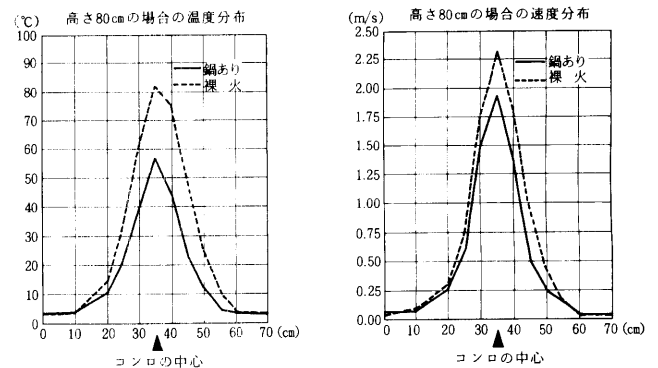 高さ80cmの場合の温度分布
(℃)
100
90
80
70
60
50
40
30
20
10
0
鍋あり
裸 火
0 10 20 30 40 50 60 70 (cm)
コンロの中心
高さ80cmの場合の速度分布
(m/s)
2.50
2.25
2.00
1.75
1.50
1.25
1.00
0.75
0.50
0.25
0.00
鍋あり
裸 火
0 10 20 30 40 50 60 70 (cm)
コンロの中心